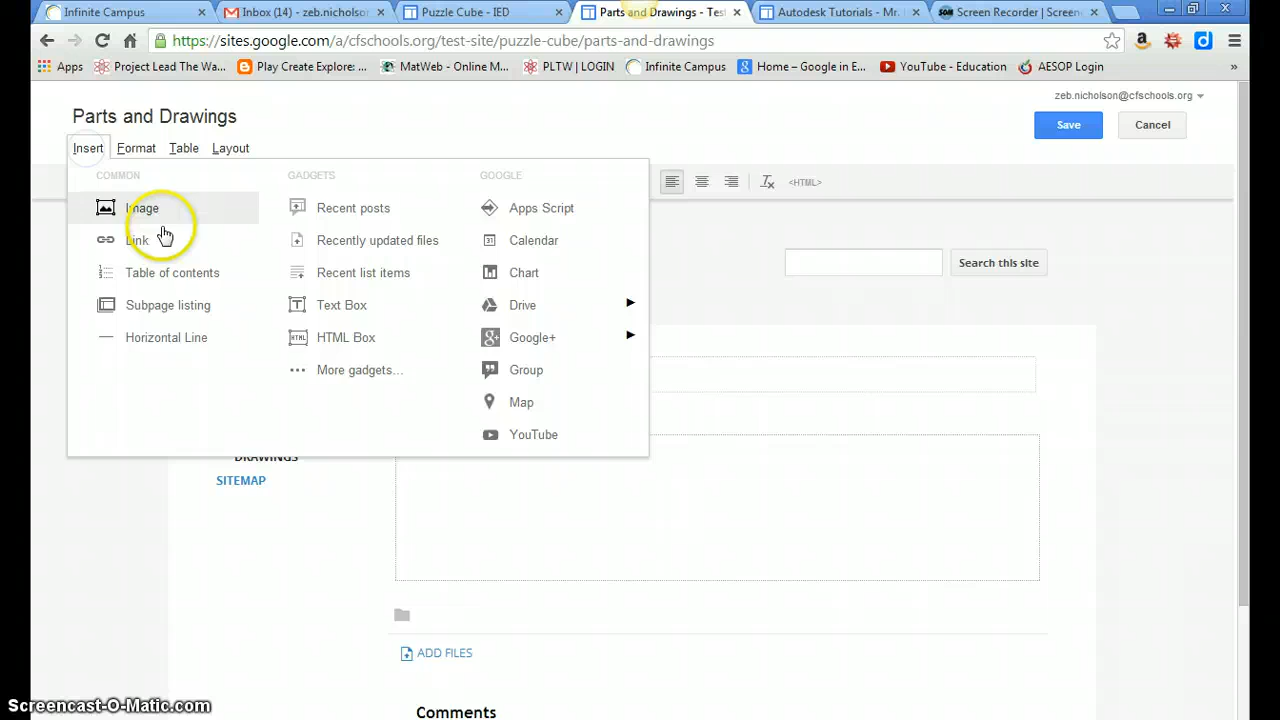 Infinite Campus
Inbox (14) - zeb.nicholson
Puzzle Cube - IED
Parts and Drawings - Tes
Autodesk Tutorials - Mr.
Screen Recorder | Screen
https://sites.google.com/a/cfschools.org/test-site/puzzle-cube/parts-and-drawings
Apps
Project Lead The Wa...
Play Create Explore: ...
MatWeb - Online M...
PLTW | LOGIN
Infinite Campus
Home – Google in E...
YouTube - Education
AESOP Login
»
zeb.nicholson@cfschools.org
Parts and Drawings
Save
Cancel
Insert
Format
Table
Layout
<HTML>
COMMON
Image
Link
Table of contents
Subpage listing
Horizontal Line
GADGETS
Recent posts
Recently updated files
Recent list items
Text Box
HTML Box
More gadgets...
GOOGLE
Apps Script
Calendar
Chart
Drive
Google+
Group
Map
YouTube
Search this site
DRAWINGS
SITEMAP
ADD FILES
Comments
Screencast-O-Matic.com